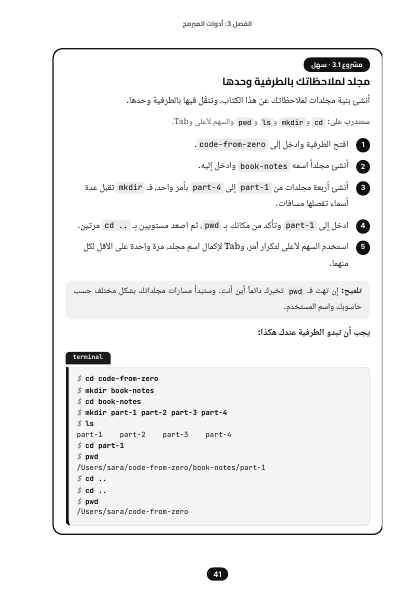 الفصل 3: أدوات المبرمج
مشروع 3.1 · سهل
مجلد لملاحظاتك بالطرفية وحدها
أنشئ بنية مجلدات لملاحظاتك عن هذا الكتاب، وتنقّل فيها بالطرفية وحدها.
ستتدرب على: cd و mkdir و ls و pwd والسهم لأعلى وTab.
1 افتح الطرفية وادخل إلى code-from-zero.
2 أنشئ مجلداً اسمه book-notes وادخل إليه.
3 أنشئ أربعة مجلدات من part-1 إلى part-4 بأمر واحد، فـ mkdir تقبل عدة
أسماء تفصلها مسافات.
4 ادخل إلى part-1 وتأكد من مكانك بـ pwd، ثم اصعد مستويين بـ cd .. مرتين.
5 استخدم السهم لأعلى لتكرار أمر، وTab لإكمال اسم مجلد، مرة واحدة على الأقل لكل
منهما.
تلميح: إن تهت فـ pwd تخبرك دائماً أين أنت. وستبدأ مسارات مجلداتك بشكل مختلف حسب
حاسوبك واسم المستخدم.
يجب أن تبدو الطرفية عندك هكذا:
terminal
$ cd code-from-zero
$ mkdir book-notes
$ cd book-notes
$ mkdir part-1 part-2 part-3 part-4
$ ls
part-1 part-2 part-3 part-4
$ cd part-1
$ pwd
/Users/sara/code-from-zero/book-notes/part-1
$ cd ..
$ cd ..
$ pwd
/Users/sara/code-from-zero
41